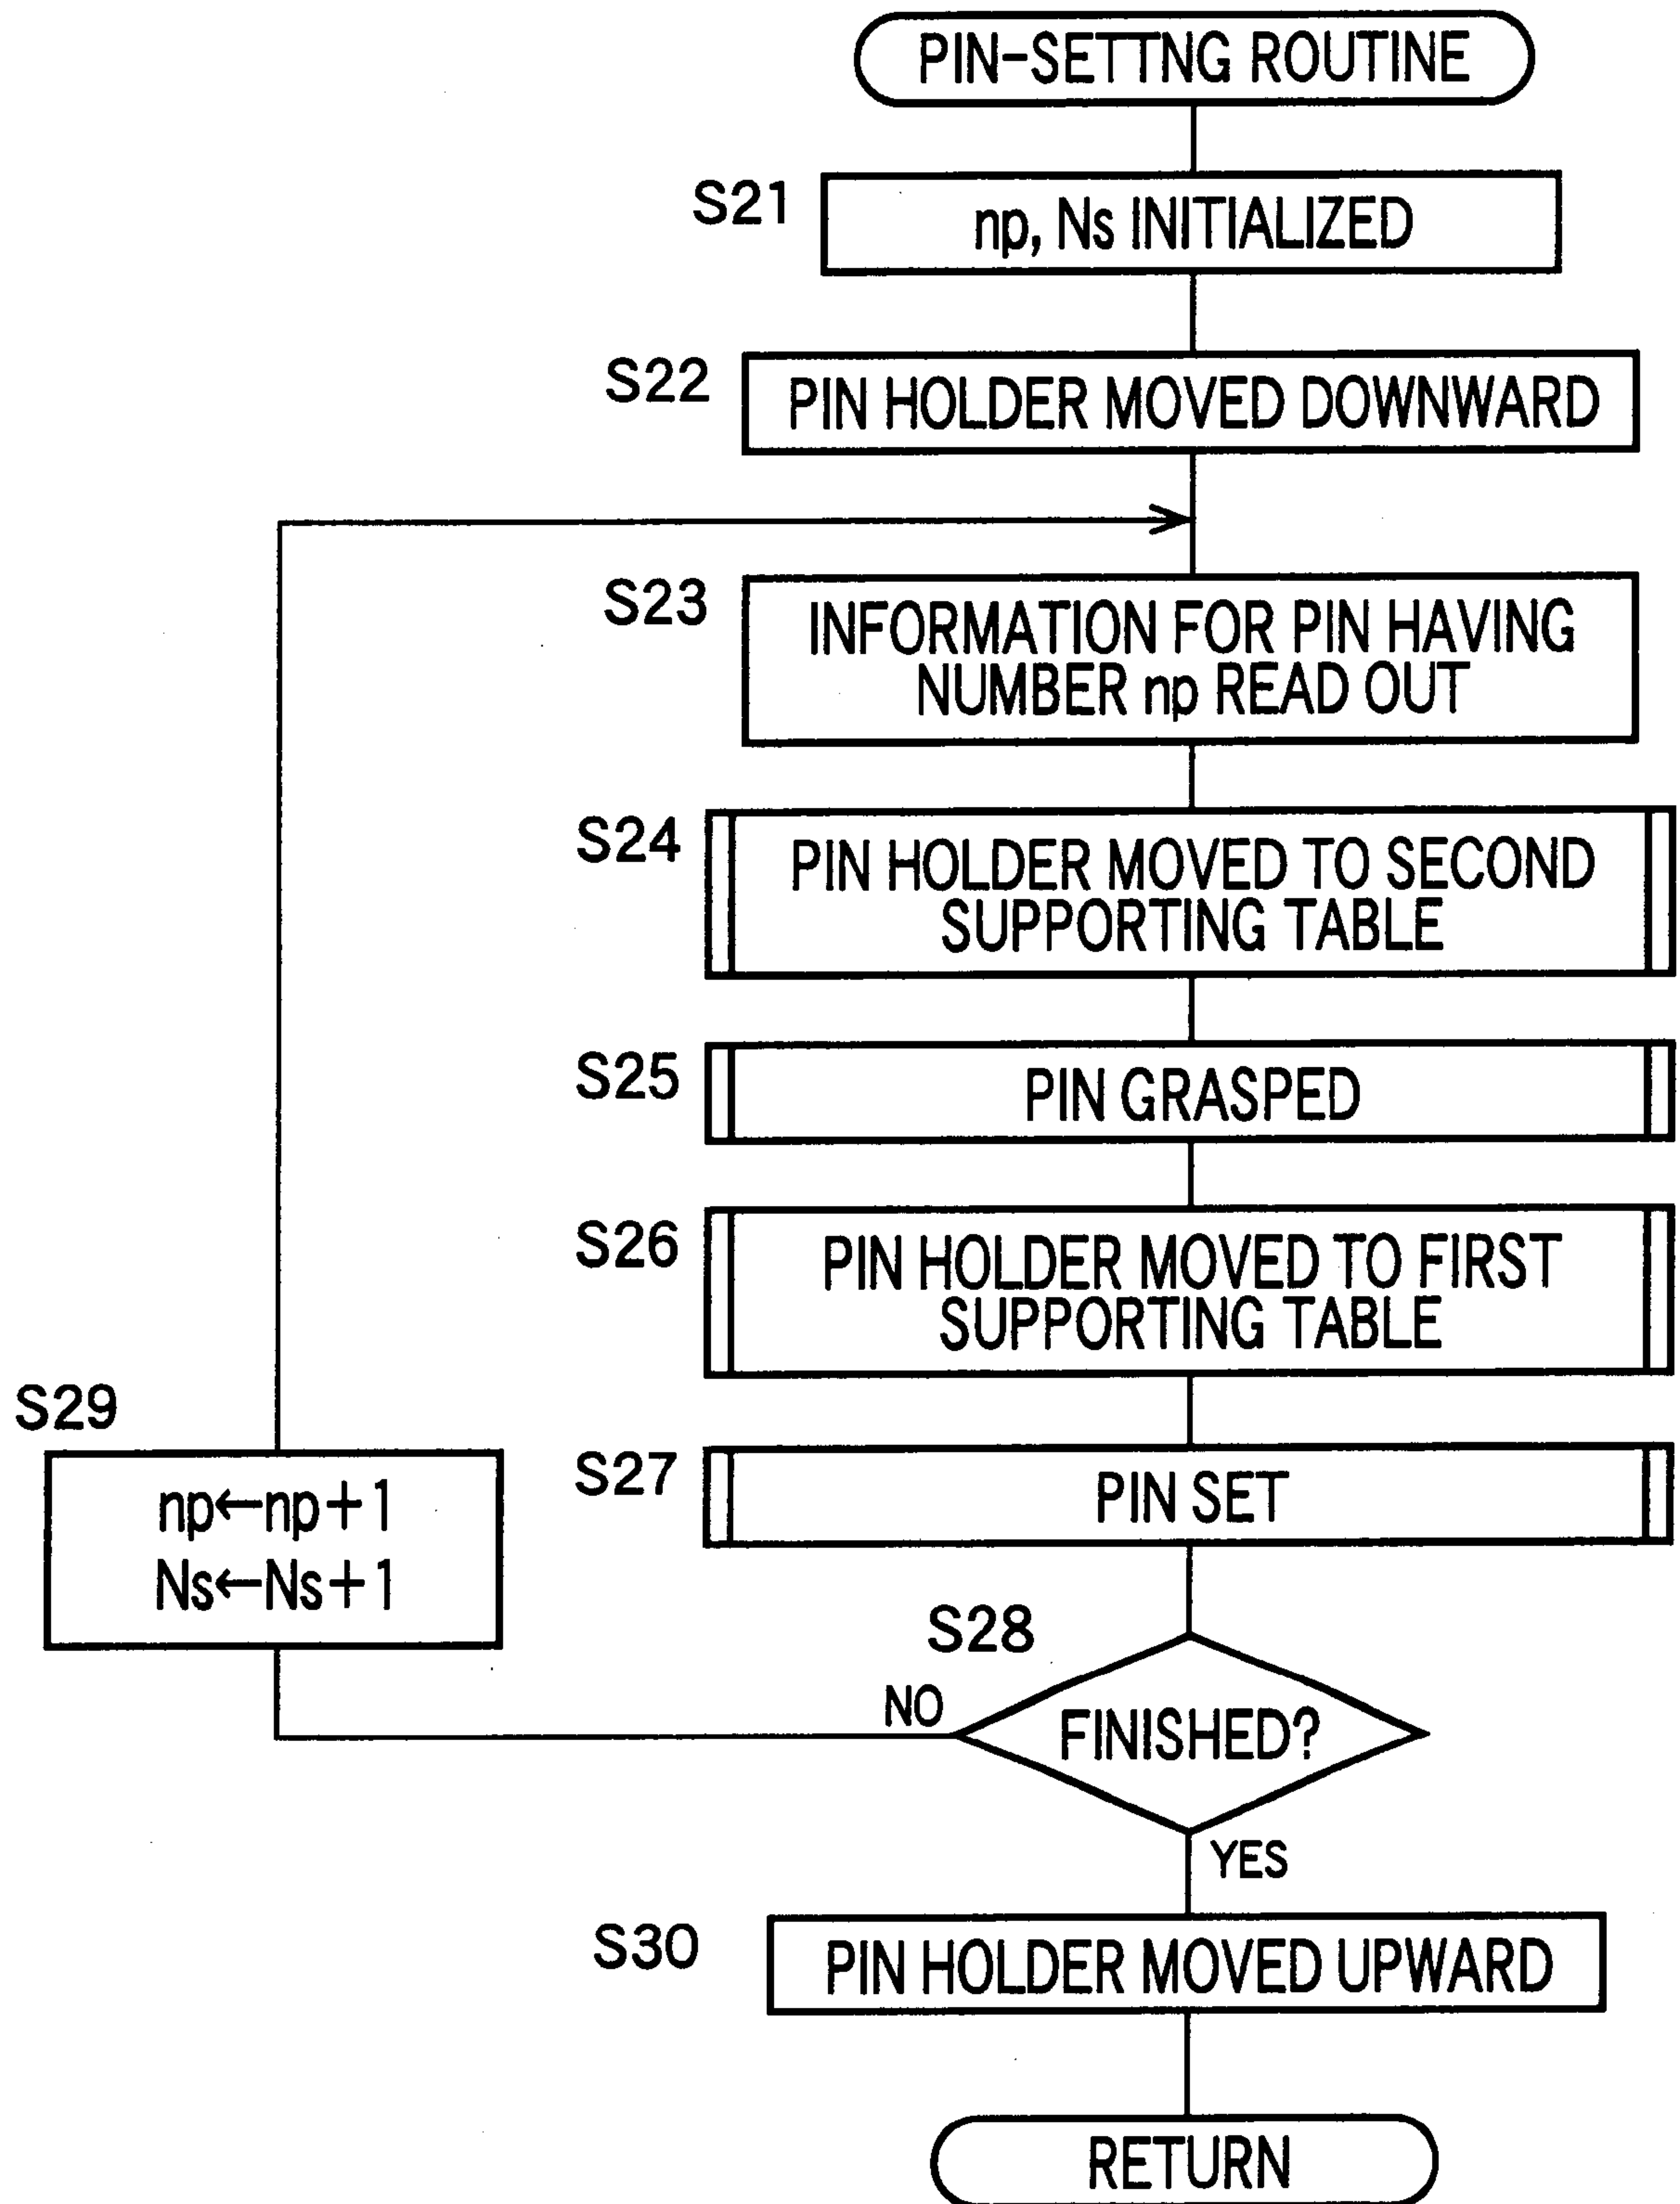 PIN-SETTNG ROUTINE
S21
np, Ns INITIALIZED
S22
PIN HOLDER MOVED DOWNWARD
S23
INFORMATION FOR PIN HAVING
NUMBER np READ OUT
S24
PIN HOLDER MOVED TO SECOND
SUPPORTING TABLE
S25
PIN GRASPED
S26
PIN HOLDER MOVED TO FIRST
SUPPORTING TABLE
S29
np←np+1
Ns←Ns+1
S27
PIN SET
S28
NO
FINISHED?
YES
S30
PIN HOLDER MOVED UPWARD
RETURN